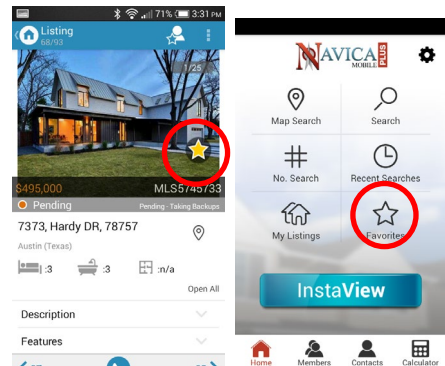 71% 3:31 PM
Listing
68/93
1/25
$495,000 MLS5745733
Pending Pending - Taking Backups
7373, Hardy DR, 78757
Austin (Texas)
:3 :3 :n/a
Open All
Description
Features
NAVICA
MOBILE PLUS
Map Search Search
No. Search Recent Searches
My Listings Favorites
InstaView
Home Members Contacts Calculator